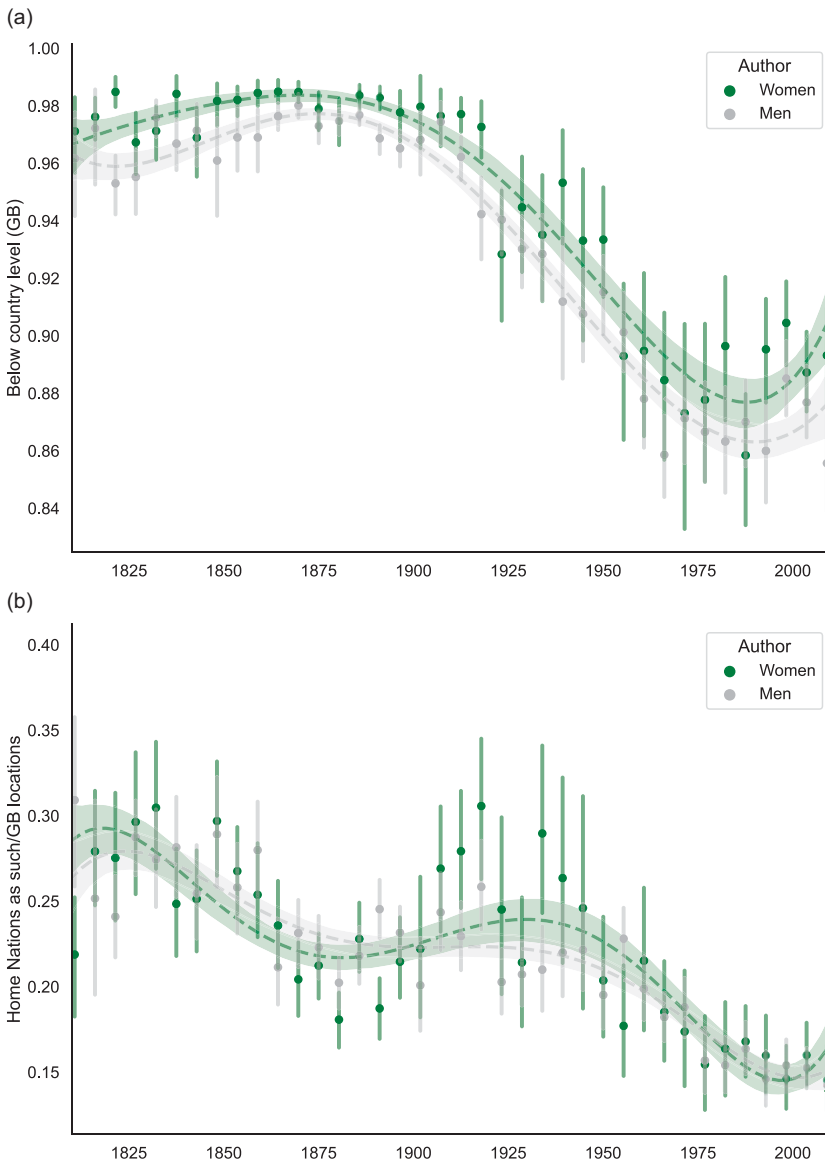 (a)
1.00
0.98
0.96
0.94
0.92
0.90
0.88
0.86
0.84
Below country level (GB)
Author
Women
Men
1825 1850 1875 1900 1925 1950 1975 2000
(b)
0.40
0.35
0.30
0.25
0.20
0.15
Home Nations as such/GB locations
Author
Women
Men
1825 1850 1875 1900 1925 1950 1975 2000